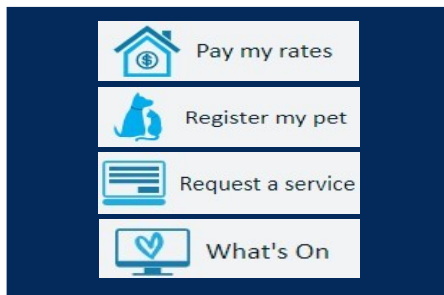 $
Pay my rates
Register my pet
Request a service
What's On